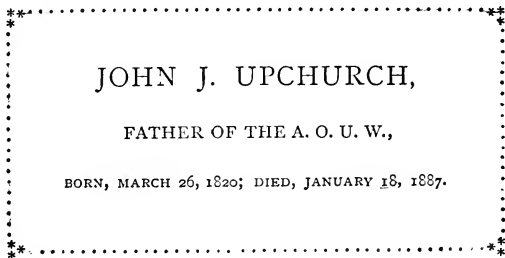 JOHN J. UPCHURCH,
FATHER OF THE A. O. U. W.,
BORN, MARCH 26, 1820; DIED, JANUARY 18, 1887.